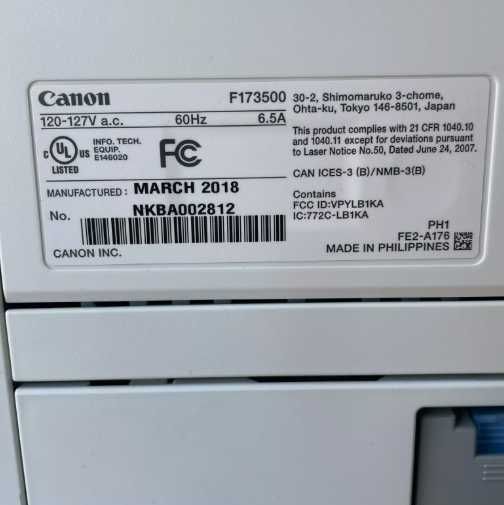 Canon F173500
120-127V a.c. 60Hz 6.5A
C UL US LISTED
INFO. TECH.
EQUIP.
E146020
FC
MANUFACTURED : MARCH 2018
No. NKBA002812
CANON INC.
30-2, Shimomaruko 3-chome,
Ohta-ku, Tokyo 146-8501, Japan
This product complies with 21 CFR 1040.10
and 1040.11 except for deviations pursuant
to Laser Notice No.50, Dated June 24, 2007.
CAN ICES-3 (B)/NMB-3(B)
Contains
FCC ID:VPYLB1KA
IC:772C-LB1KA
PH1
FE2-A176
MADE IN PHILIPPINES